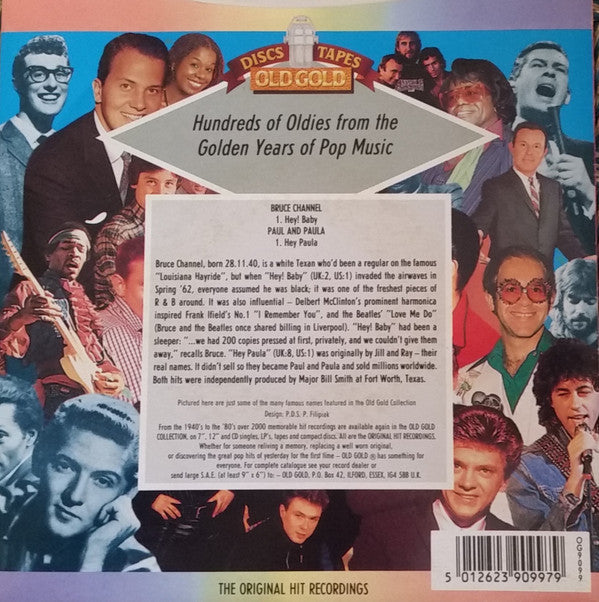 DISCS TAPES
OLD GOLD
Hundreds of Oldies from the
Golden Years of Pop Music
BRUCE CHANNEL
1. Hey! Baby
PAUL AND PAULA
1. Hey Paula
Bruce Channel, born 28.11.40, is a white Texan who'd been a regular on the famous
"Louisiana Hayride", but when "Hey! Baby" (UK:2, US:1) invaded the airwaves in
Spring '62, everyone assumed he was black; it was one of the freshest pieces of
R & B around. It was also influential – Delbert McClinton's prominent harmonica
inspired Frank Ifield's No.1 "I Remember You", and the Beatles' "Love Me Do"
(Bruce and the Beatles once shared billing in Liverpool). "Hey! Baby" had been a
sleeper: "...we had 200 copies pressed at first, privately, and we couldn't give them
away," recalls Bruce. "Hey Paula" (UK:8, US:1) was originally by Jill and Ray – their
real names. It didn't sell so they became Paul and Paula and sold millions worldwide.
Both hits were independently produced by Major Bill Smith at Fort Worth, Texas.
Pictured here are just some of the many famous names featured in the Old Gold Collection
Design: P.D.S. P. Filipiak
From the 1940's to the '80's over 2000 memorable hit recordings are available again in the OLD GOLD
COLLECTION, on 7", 12" and CD singles, LP's, tapes and compact discs. All are the ORIGINAL HIT RECORDINGS.
Whether for someone reliving a memory, replacing a well worn original,
or discovering the great pop hits of yesterday for the first time – OLD GOLD ® has something for
everyone. For complete catalogue see your record dealer or
send large S.A.E. (at least 9" x 6") to: – OLD GOLD, P.O. Box 42, ILFORD, ESSEX, IG4 5BB U.K.
OG9099
5 012623 909979
THE ORIGINAL HIT RECORDINGS